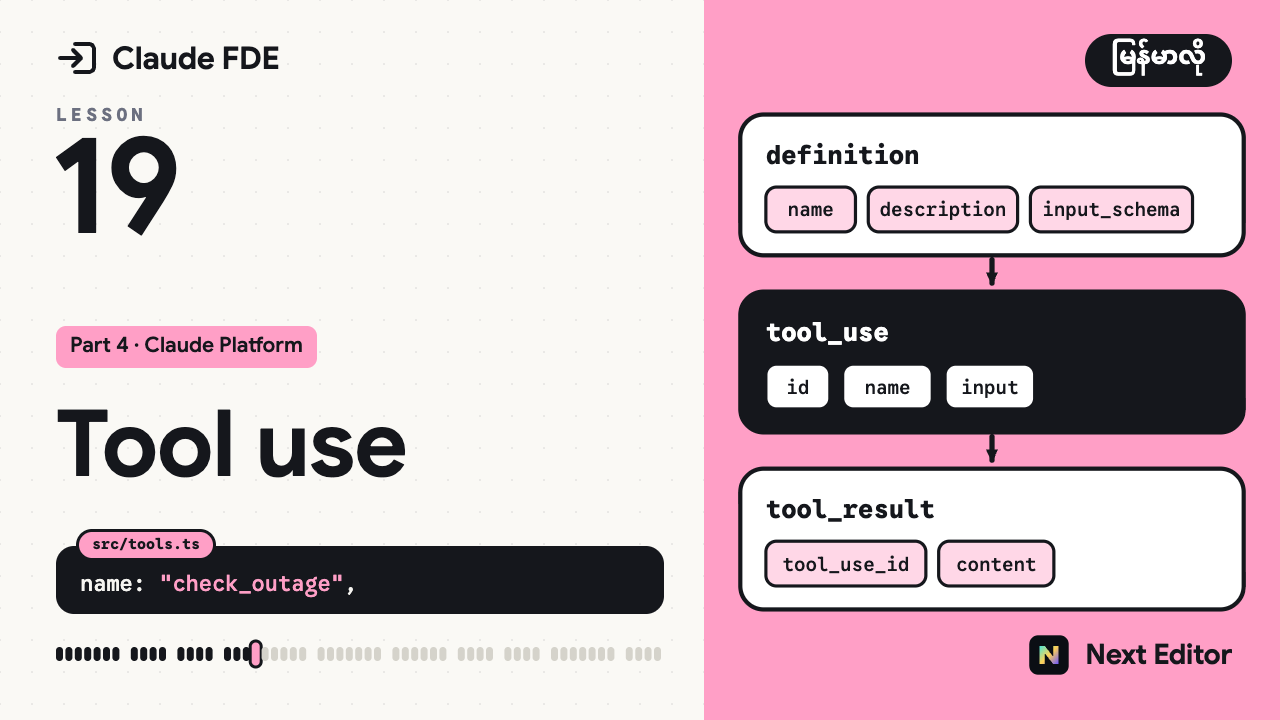 Claude FDE
LESSON
19
Part 4 · Claude Platform
Tool use
src/tools.ts
name: "check_outage",
မြန်မာလို
definition
name
description
input_schema
tool_use
id
name
input
tool_result
tool_use_id
content
N
Next Editor